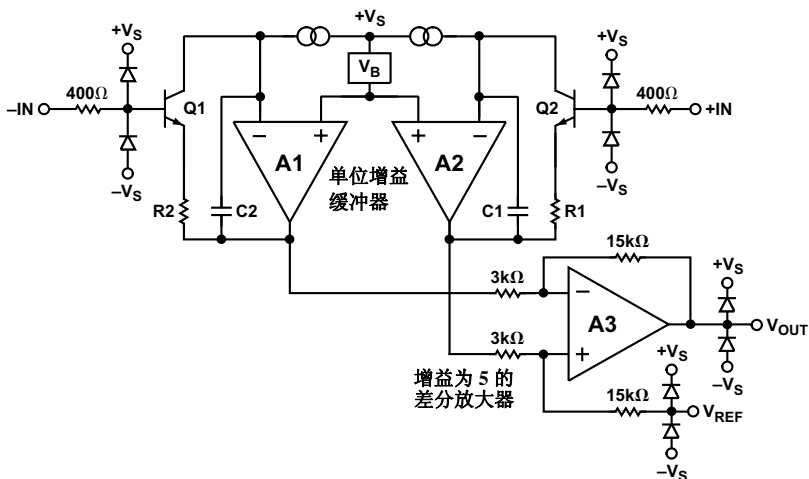 +VS
+VS
+VS
VB
400Ω
Q1
Q2
400Ω
−IN
+IN
−
+
+
−
A1
A2
−VS
−VS
单位增益
缓冲器
R2
C2
C1
R1
15kΩ
3kΩ
+VS
−
A3
VOUT
3kΩ
+
+VS
−VS
增益为 5 的
差分放大器
15kΩ
VREF
−VS